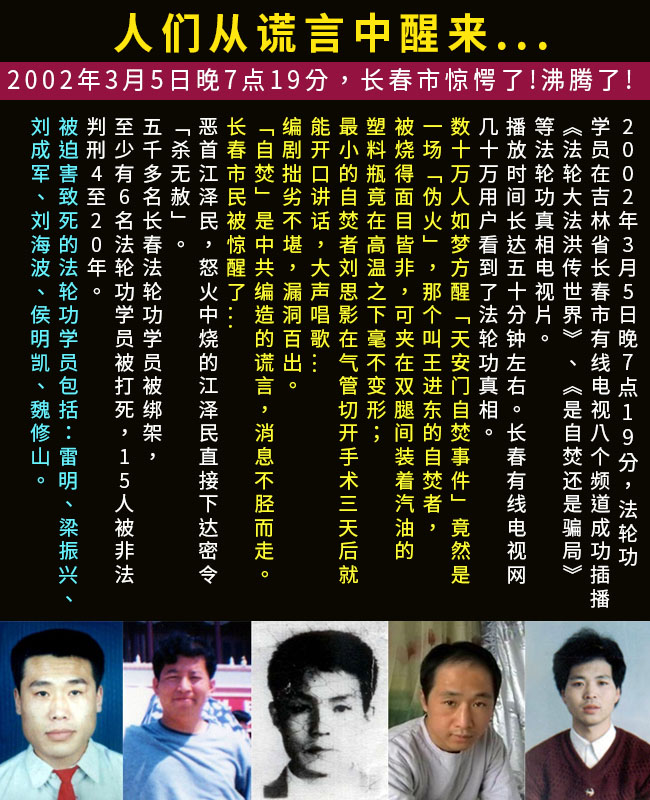 人们从谎言中醒来...
2002年3月5日晚7点19分，长春市惊愕了!沸腾了!
2002年3月5日晚7点19分，法轮功
学员在吉林省长春市有线电视八个频道成功插播
《法轮大法洪传世界》、《是自焚还是骗局》
等法轮功真相电视片。
播放时间长达五十分钟左右。长春有线电视网
几十万用户看到了法轮功真相。
数十万人如梦方醒「天安门自焚事件」竟然是
一场「伪火」，那个叫王进东的自焚者，
被烧得面目皆非，可夹在双腿间装着汽油的
塑料瓶竟在高温之下毫不变形；
最小的自焚者刘思影在气管切开手术三天后就
能开口讲话，大声唱歌…
编剧拙劣不堪，漏洞百出。
「自焚」是中共编造的谎言，消息不胫而走。
长春市民被惊醒了…
恶首江泽民，怒火中烧的江泽民直接下达密令
「杀无赦」。
五千多名长春法轮功学员被绑架，
至少有6名法轮功学员被打死，15人被非法
判刑4至20年。
被迫害致死的法轮功学员包括：雷明、梁振兴、
刘成军、刘海波、侯明凯、魏修山。